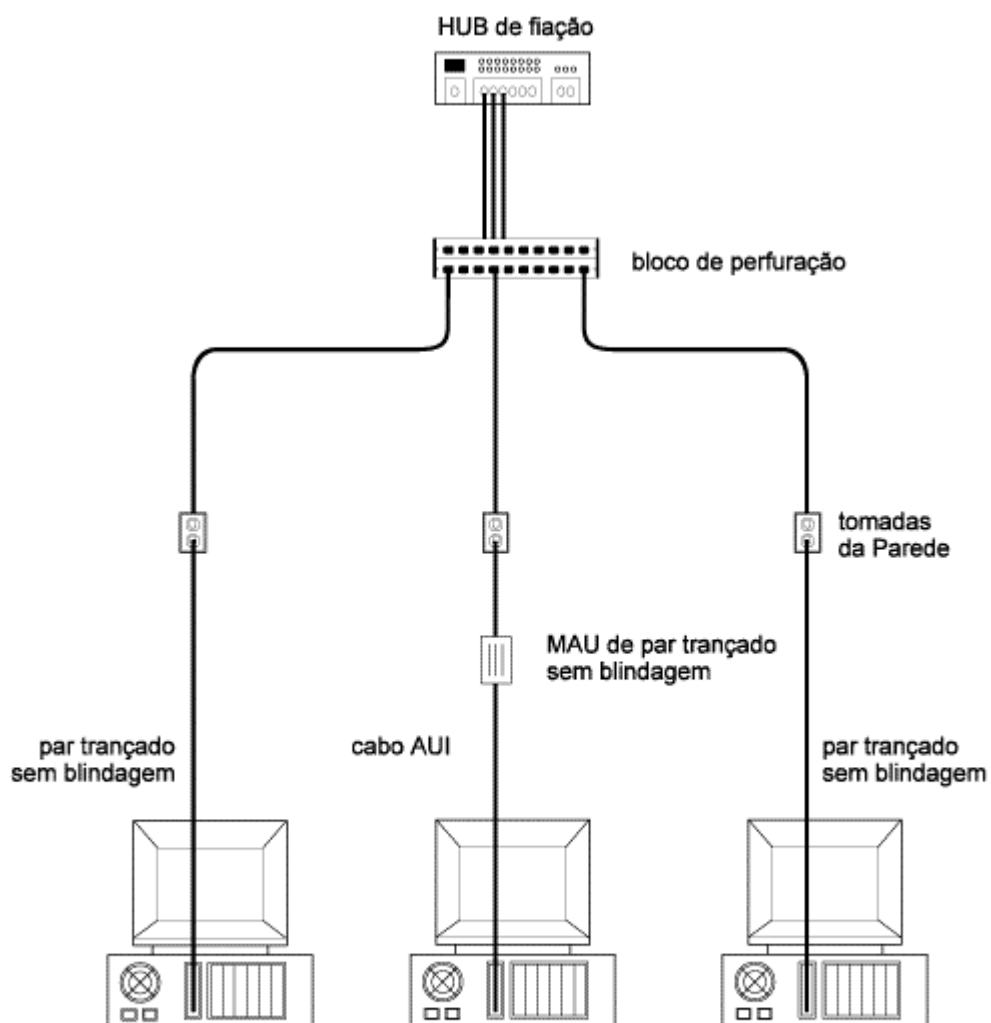 HUB de fiação
bloco de perfuração
tomadas
da Parede
MAU de par trançado
sem blindagem
par trançado
sem blindagem
cabo AUI
par trançado
sem blindagem